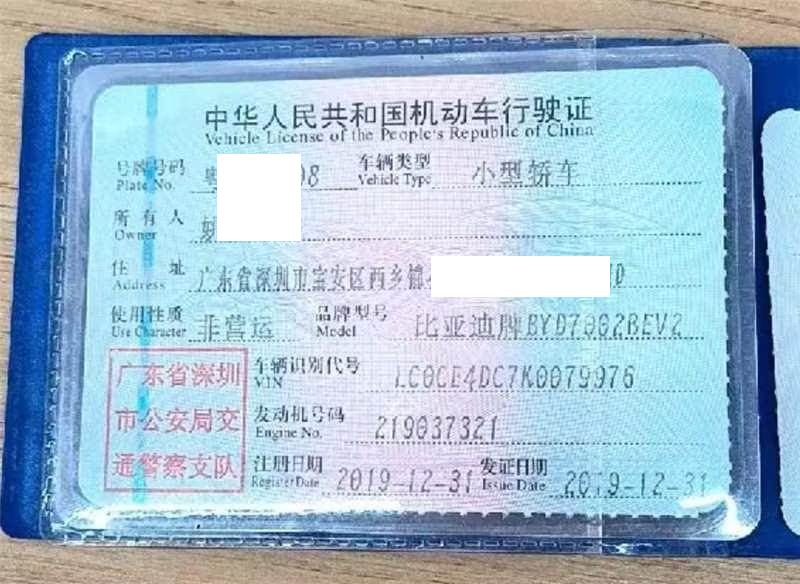 中华人民共和国机动车行驶证
Vehicle License of the People's Republic of China
号牌号码 粤 08 车辆类型 小型轿车
Plate No. Vehicle Type
所有人
Owner
住址 广东省深圳市宝安区西乡锦
Address
使用性质 非营运 品牌型号 比亚迪牌BYD7002BEV2
Use Character Model
广东省深圳
市公安局交
通警察支队
车辆识别代号 LC0CE4DC7K0079976
VIN
发动机号码 219037321
Engine No.
注册日期 2019-12-31 发证日期 2019-12-31
Register Date Issue Date